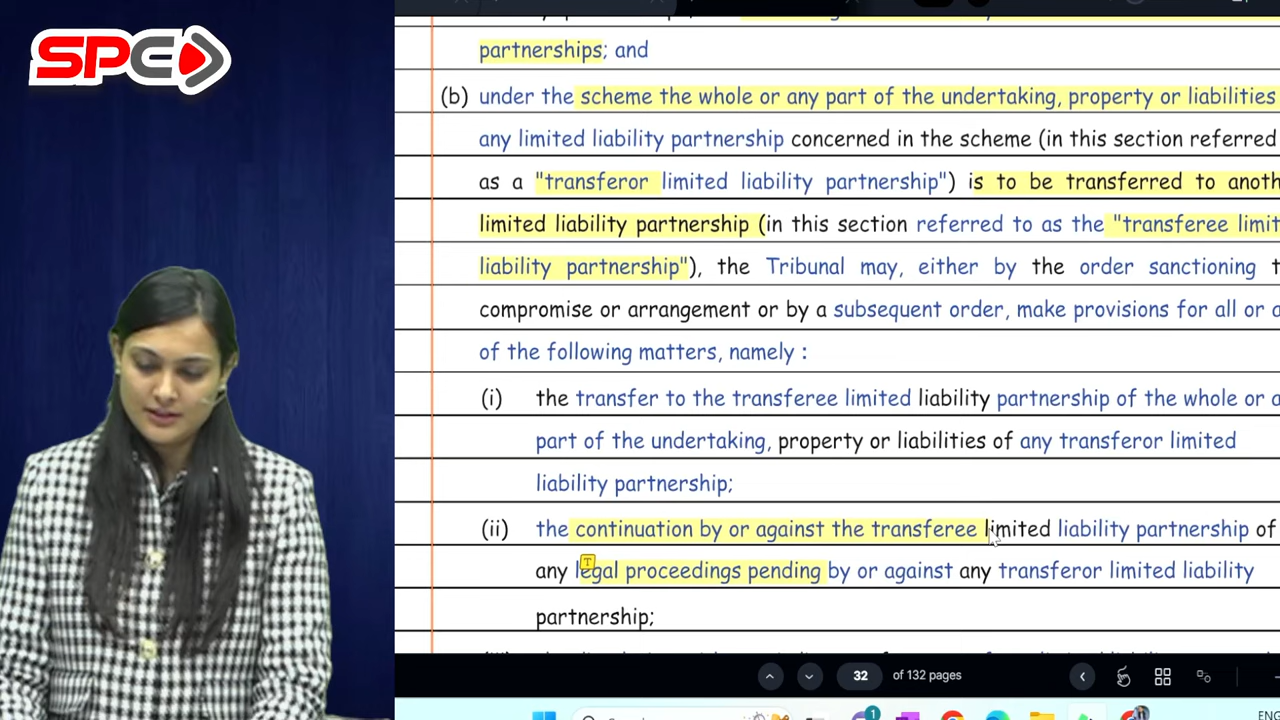 SPC
partnerships; and
(b) under the scheme the whole or any part of the undertaking, property or liabilities
any limited liability partnership concerned in the scheme (in this section referred
as a "transferor limited liability partnership") is to be transferred to
limited liability partnership (in this section referred to as the "transferee
liability partnership"), the Tribunal may, either by the order sanctioning
compromise or arrangement or by a subsequent order, make provisions for all or
of the following matters, namely :
(i) the transfer to the transferee limited liability partnership of the whole or
part of the undertaking, property or liabilities of any transferor limited
liability partnership;
(ii) the continuation by or against the transferee limited liability partnership of
any legal proceedings pending by or against any transferor limited liability
partnership;
32 of 132 pages
1
ENG